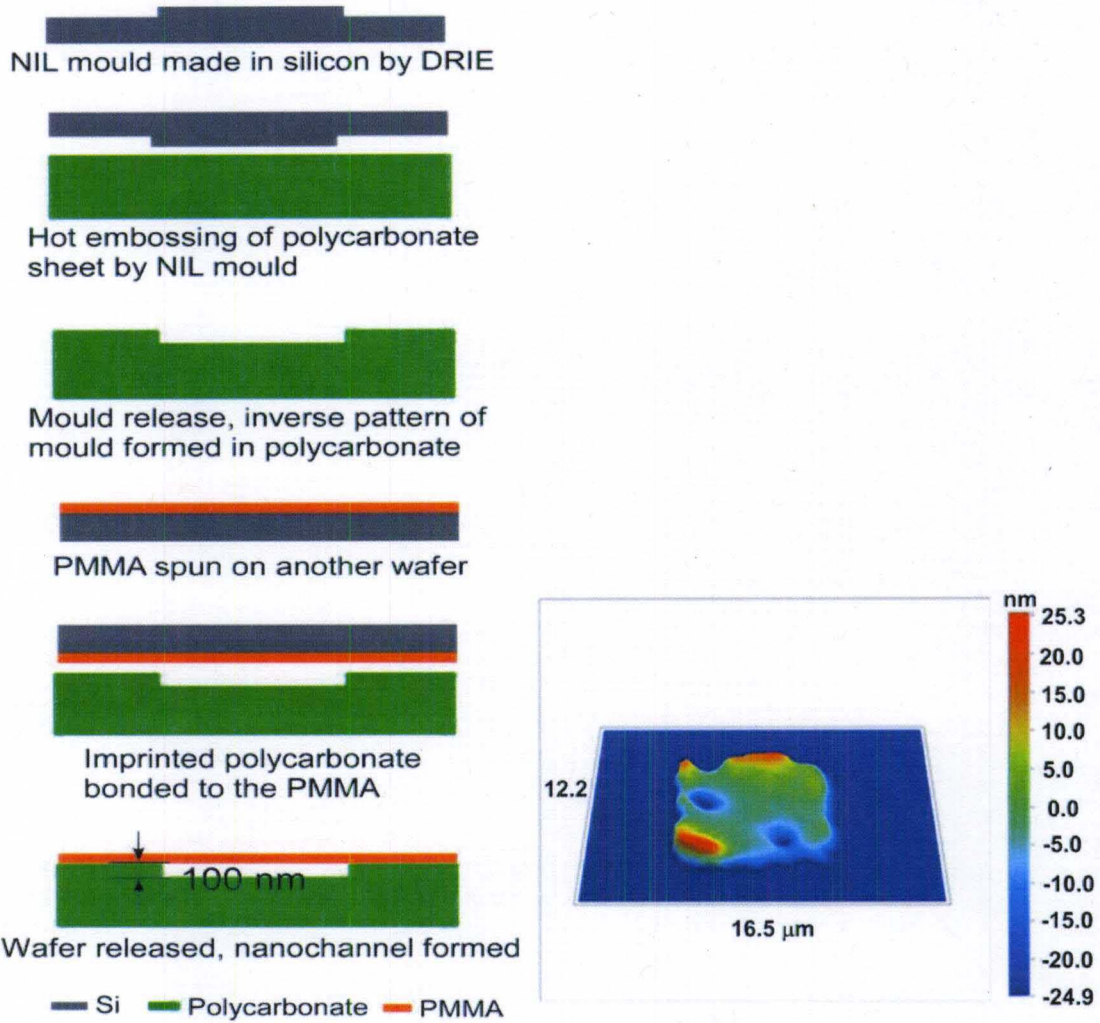 NIL mould made in silicon by DRIE
Hot embossing of polycarbonate
sheet by NIL mould
Mould release, inverse pattern of
mould formed in polycarbonate
PMMA spun on another wafer
Imprinted polycarbonate
bonded to the PMMA
100 nm
Wafer released, nanochannel formed
Si Polycarbonate PMMA
nm
25.3
20.0
15.0
10.0
5.0
0.0
-5.0
-10.0
-15.0
-20.0
-24.9
12.2
16.5 µm